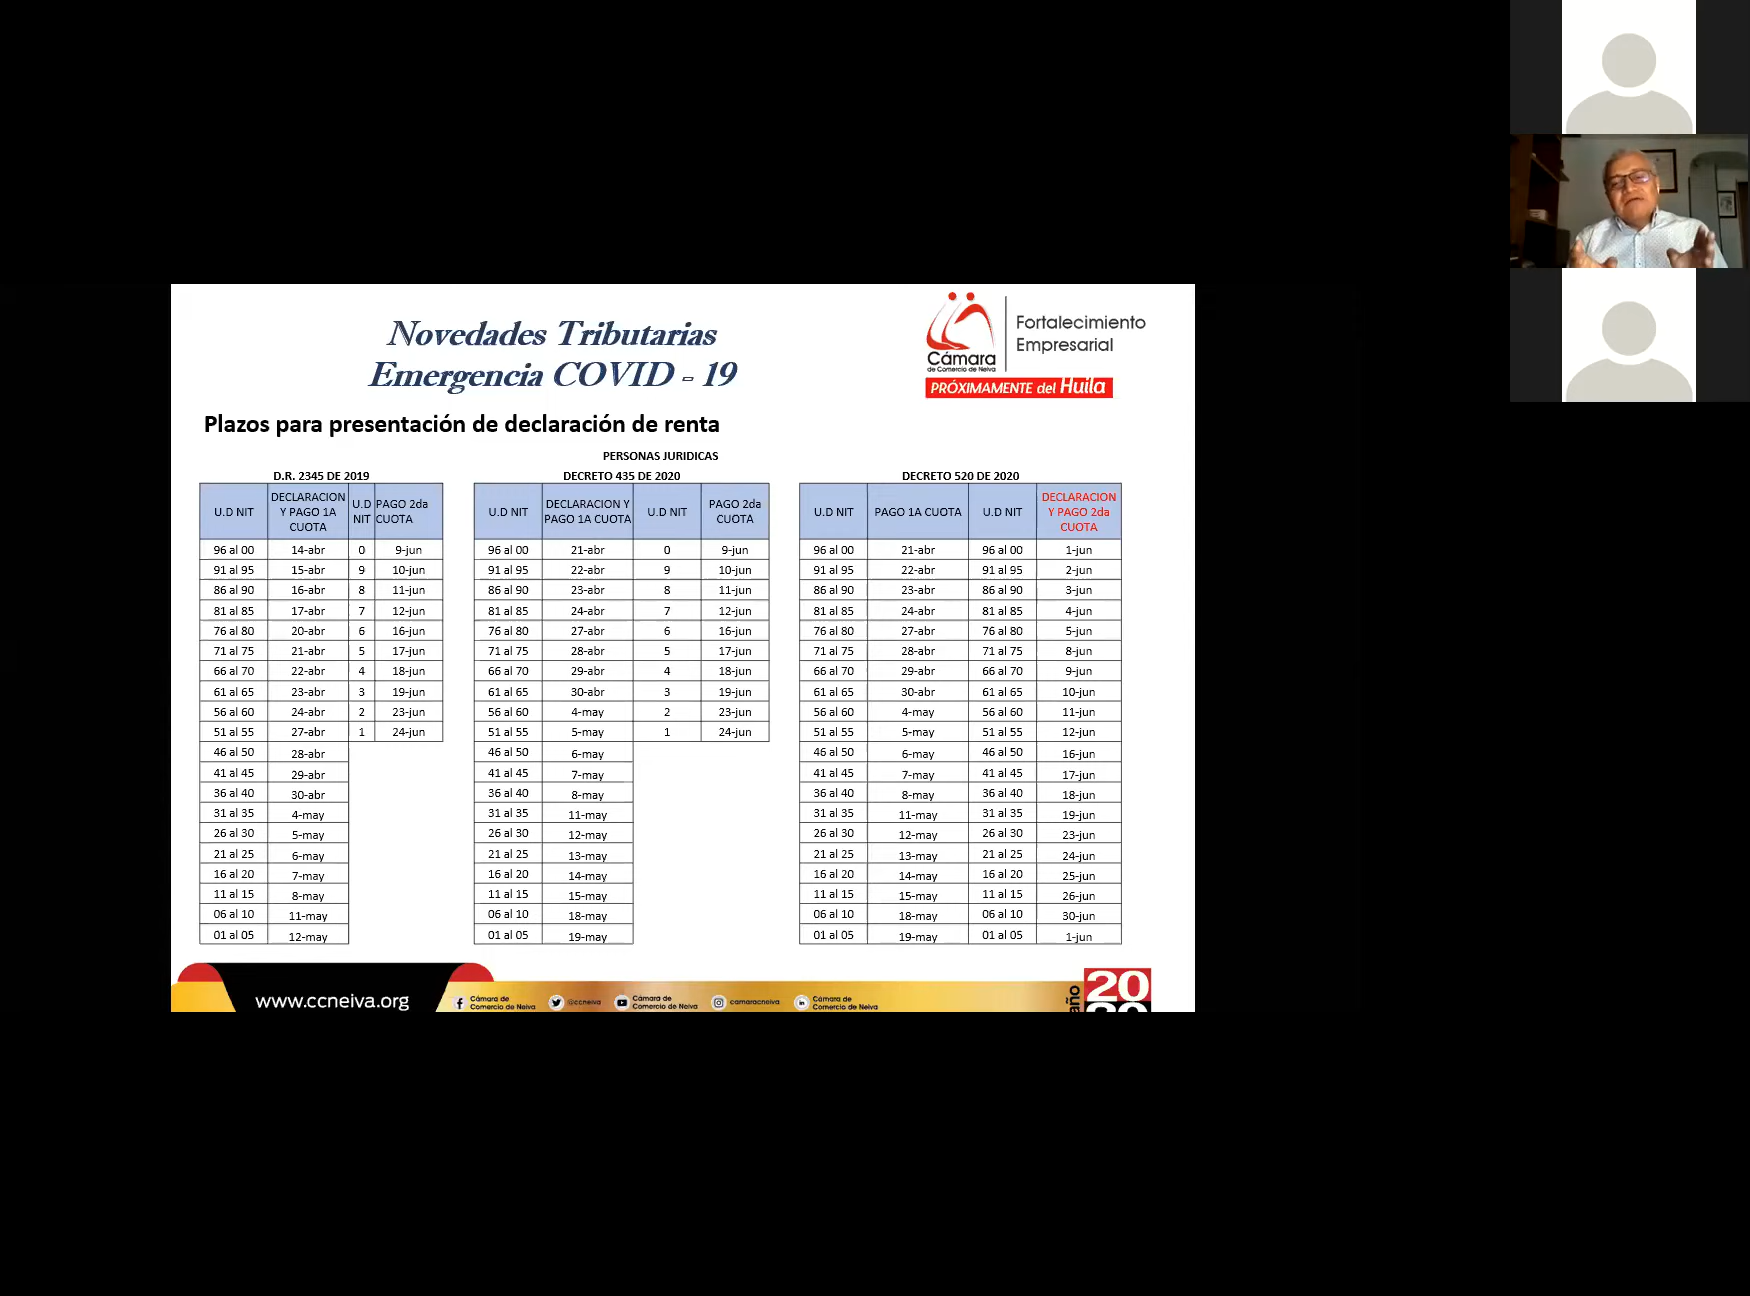 Novedades Tributarias
Emergencia COVID - 19
Cámara
de Comercio de Neiva
Fortalecimiento
Empresarial
PRÓXIMAMENTE del Huila
Plazos para presentación de declaración de renta
PERSONAS JURIDICAS
D.R. 2345 DE 2019
U.D NIT DECLARACION Y PAGO 1A CUOTA U.D NIT PAGO 2da CUOTA
96 al 00 14-abr 0 9-jun
91 al 95 15-abr 9 10-jun
86 al 90 16-abr 8 11-jun
81 al 85 17-abr 7 12-jun
76 al 80 20-abr 6 16-jun
71 al 75 21-abr 5 17-jun
66 al 70 22-abr 4 18-jun
61 al 65 23-abr 3 19-jun
56 al 60 24-abr 2 23-jun
51 al 55 27-abr 1 24-jun
46 al 50 28-abr
41 al 45 29-abr
36 al 40 30-abr
31 al 35 4-may
26 al 30 5-may
21 al 25 6-may
16 al 20 7-may
11 al 15 8-may
06 al 10 11-may
01 al 05 12-may
DECRETO 435 DE 2020
U.D NIT DECLARACION Y PAGO 1A CUOTA U.D NIT PAGO 2da CUOTA
96 al 00 21-abr 0 9-jun
91 al 95 22-abr 9 10-jun
86 al 90 23-abr 8 11-jun
81 al 85 24-abr 7 12-jun
76 al 80 27-abr 6 16-jun
71 al 75 28-abr 5 17-jun
66 al 70 29-abr 4 18-jun
61 al 65 30-abr 3 19-jun
56 al 60 4-may 2 23-jun
51 al 55 5-may 1 24-jun
46 al 50 6-may
41 al 45 7-may
36 al 40 8-may
31 al 35 11-may
26 al 30 12-may
21 al 25 13-may
16 al 20 14-may
11 al 15 15-may
06 al 10 18-may
01 al 05 19-may
DECRETO 520 DE 2020
U.D NIT PAGO 1A CUOTA U.D NIT DECLARACION Y PAGO 2da CUOTA
96 al 00 21-abr 96 al 00 1-jun
91 al 95 22-abr 91 al 95 2-jun
86 al 90 23-abr 86 al 90 3-jun
81 al 85 24-abr 81 al 85 4-jun
76 al 80 27-abr 76 al 80 5-jun
71 al 75 28-abr 71 al 75 8-jun
66 al 70 29-abr 66 al 70 9-jun
61 al 65 30-abr 61 al 65 10-jun
56 al 60 4-may 56 al 60 11-jun
51 al 55 5-may 51 al 55 12-jun
46 al 50 6-may 46 al 50 16-jun
41 al 45 7-may 41 al 45 17-jun
36 al 40 8-may 36 al 40 18-jun
31 al 35 11-may 31 al 35 19-jun
26 al 30 12-may 26 al 30 23-jun
21 al 25 13-may 21 al 25 24-jun
16 al 20 14-may 16 al 20 25-jun
11 al 15 15-may 11 al 15 26-jun
06 al 10 18-may 06 al 10 30-jun
01 al 05 19-may 01 al 05 1-jun
www.ccneiva.org
Cámara de
Comercio de Neiva
@ccneiva
Cámara de
Comercio de Neiva
camaraccneiva
Cámara de
Comercio de Neiva
año
20